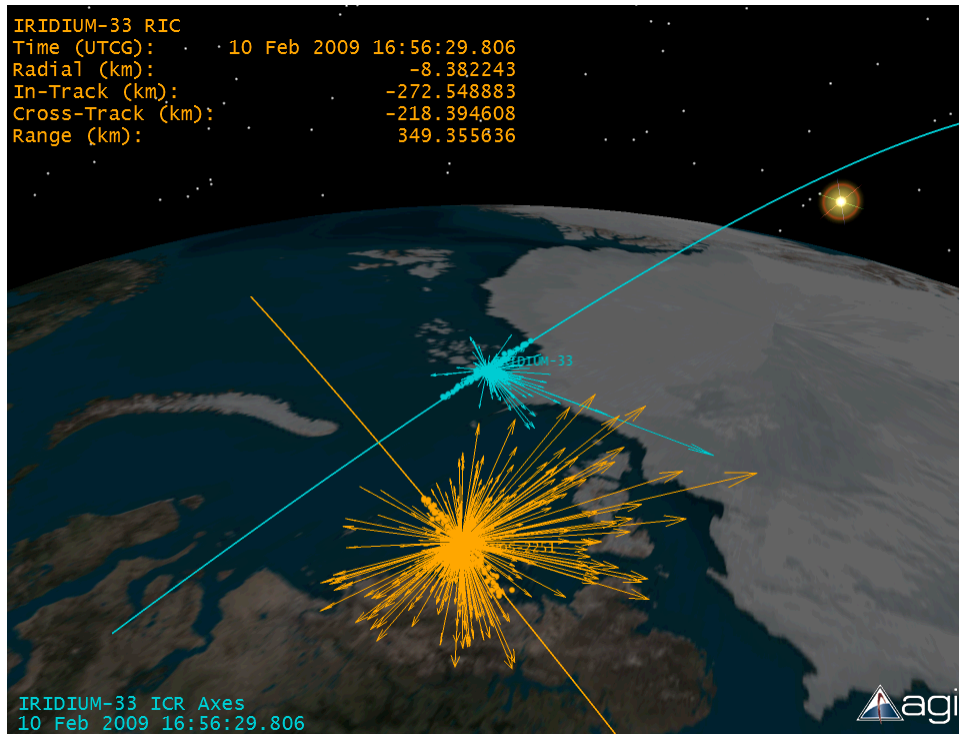 IRIDIUM-33 RIC
Time (UTCG): 10 Feb 2009 16:56:29.806
Radial (km): -8.382243
In-Track (km): -272.548883
Cross-Track (km): -218.394608
Range (km): 349.355636
IRIDIUM-33
IRIDIUM-33 ICR Axes
10 Feb 2009 16:56:29.806
agi